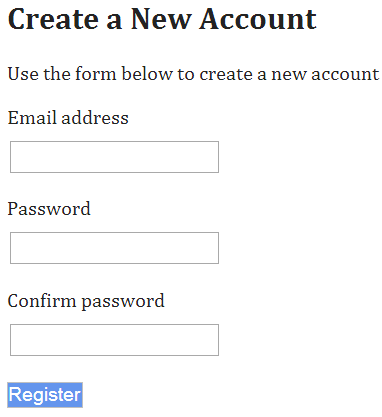 Create a New Account
Use the form below to create a new account
Email address
Password
Confirm password
Register